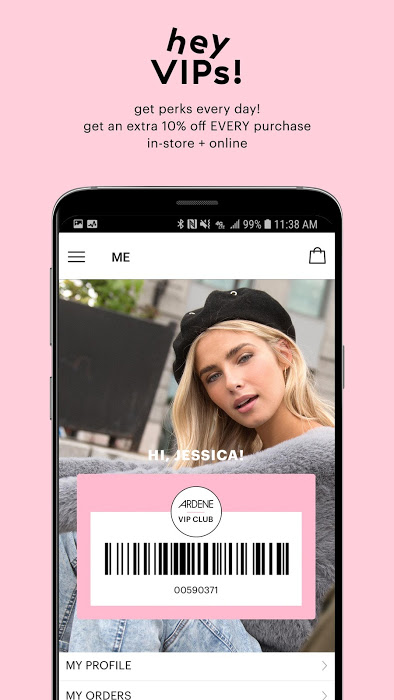 hey
VIPs!
get perks every day!
get an extra 10% off EVERY purchase
in-store + online
99% 11:38 AM
ME
HI, JESSICA!
ARDENE
VIP CLUB
00590371
MY PROFILE
MY ORDERS